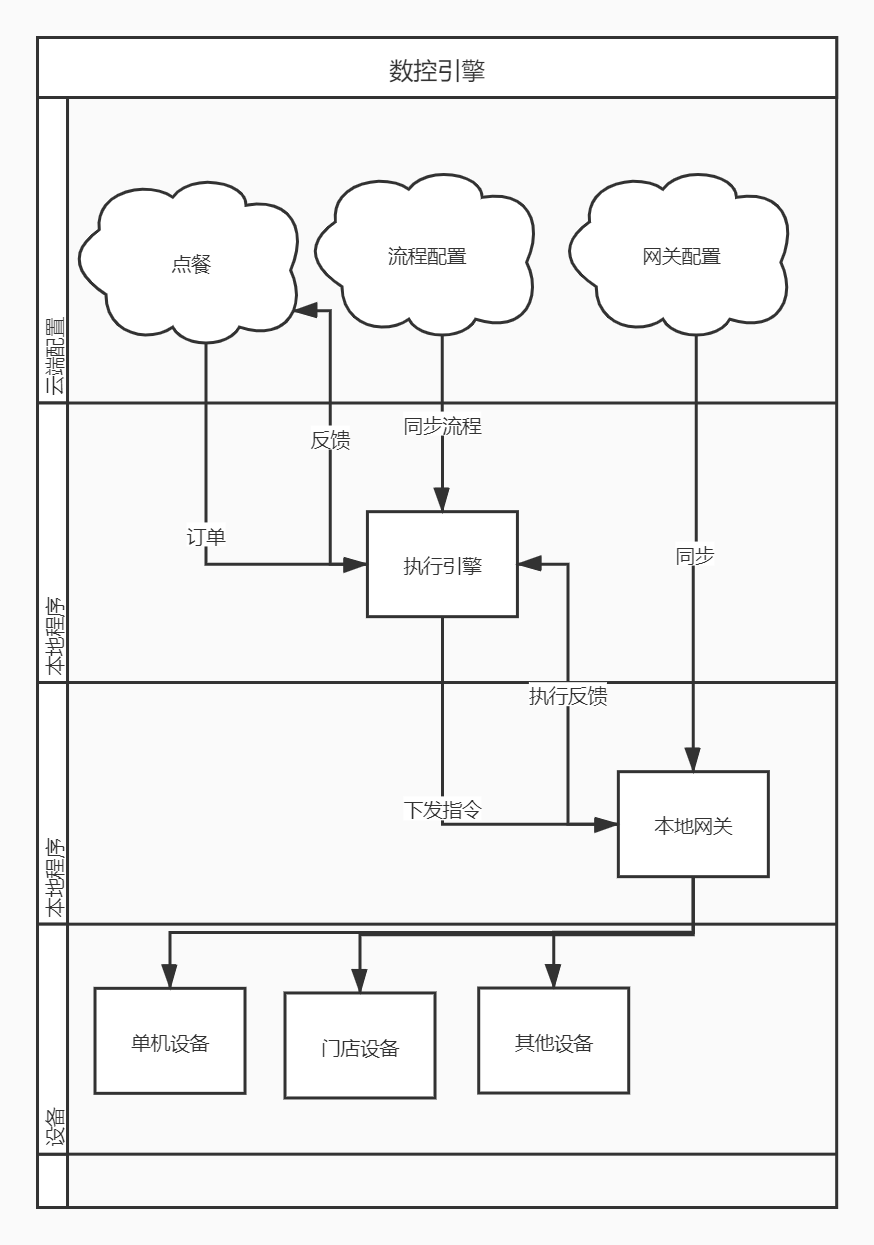 数控引擎
云端配置
点餐
流程配置
网关配置
反馈
同步流程
订单
同步
执行引擎
本地程序
执行反馈
下发指令
本地网关
本地程序
单机设备
门店设备
其他设备
设备